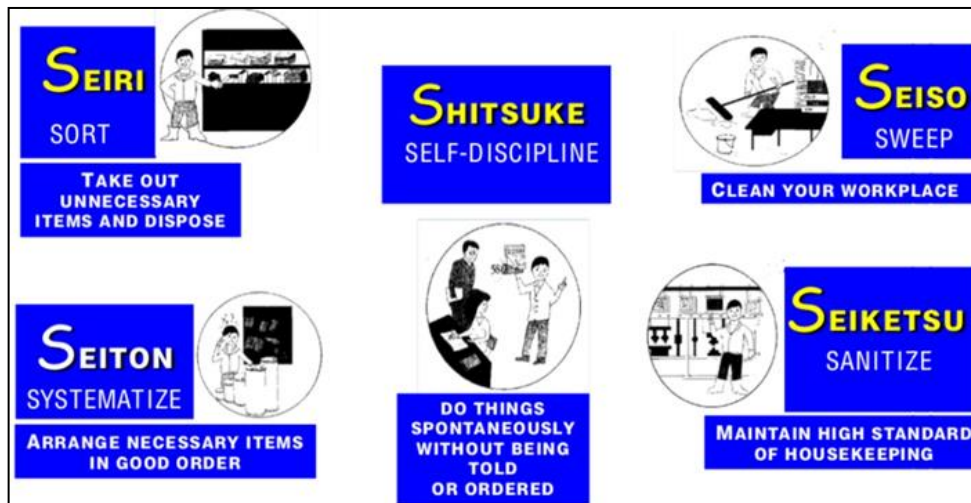 SEIRI
SORT
TAKE OUT
UNNECESSARY
ITEMS AND DISPOSE
SEITON
SYSTEMATIZE
ARRANGE NECESSARY ITEMS
IN GOOD ORDER
SHITSUKE
SELF-DISCIPLINE
DO THINGS
SPONTANEOUSLY
WITHOUT BEING
TOLD
OR ORDERED
SEISO
SWEEP
CLEAN YOUR WORKPLACE
SEIKETSU
SANITIZE
MAINTAIN HIGH STANDARD
OF HOUSEKEEPING